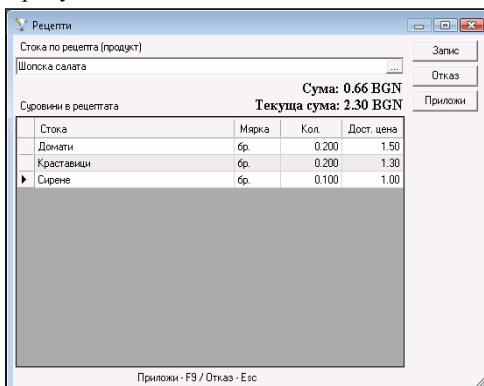 Рецепти
Стока по рецепта (продукт)
Запис
Шопска салата ...
Отказ
Сума: 0.66 BGN
Суровини в рецептата Текуща сума: 2.30 BGN Приложи
Стока Мярка Кол. Дост. цена
Домати бр. 0.200 1.50
Краставици бр. 0.200 1.30
Сирене бр. 0.100 1.00
Приложи - F9 / Отказ - Esc